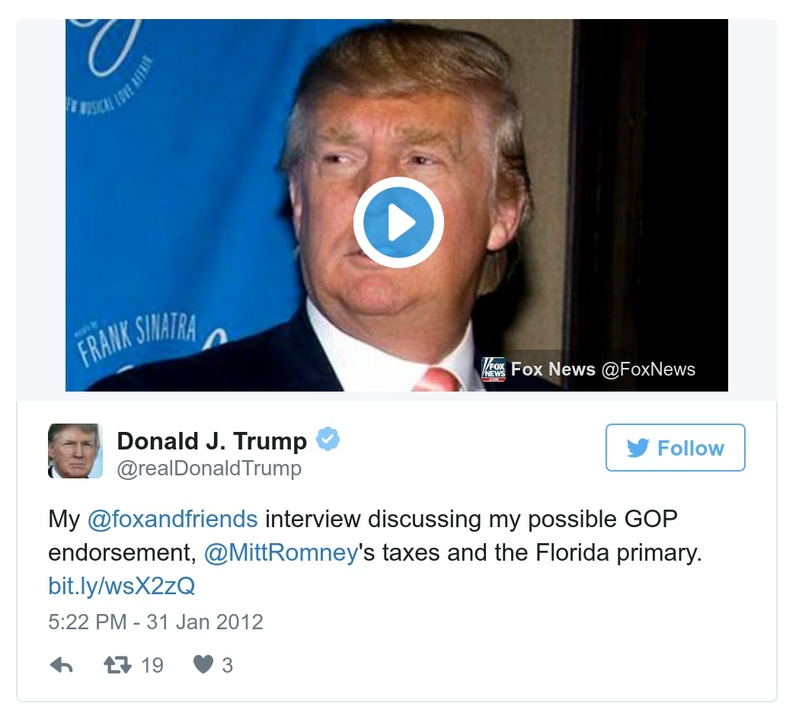 EW MUSICAL LOVE AFFAIR
FRANK SINATRA
FOX
NEWS
Fox News @FoxNews
Donald J. Trump
@realDonaldTrump
Follow
My @foxandfriends interview discussing my possible GOP
endorsement, @MittRomney's taxes and the Florida primary.
bit.ly/wsX2zQ
5:22 PM - 31 Jan 2012
19 3